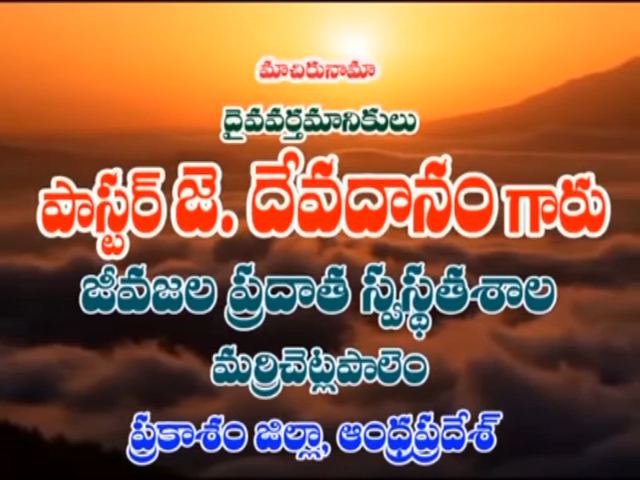 మాచిరునామా
దైవవర్తమానికులు
పాస్టర్ జె. దేవదానం గారు
జీవజల ప్రదాత స్వస్థతశాల
మర్రిచెట్లపాలెం
ప్రకాశం జిల్లా, ఆంధ్రప్రదేశ్